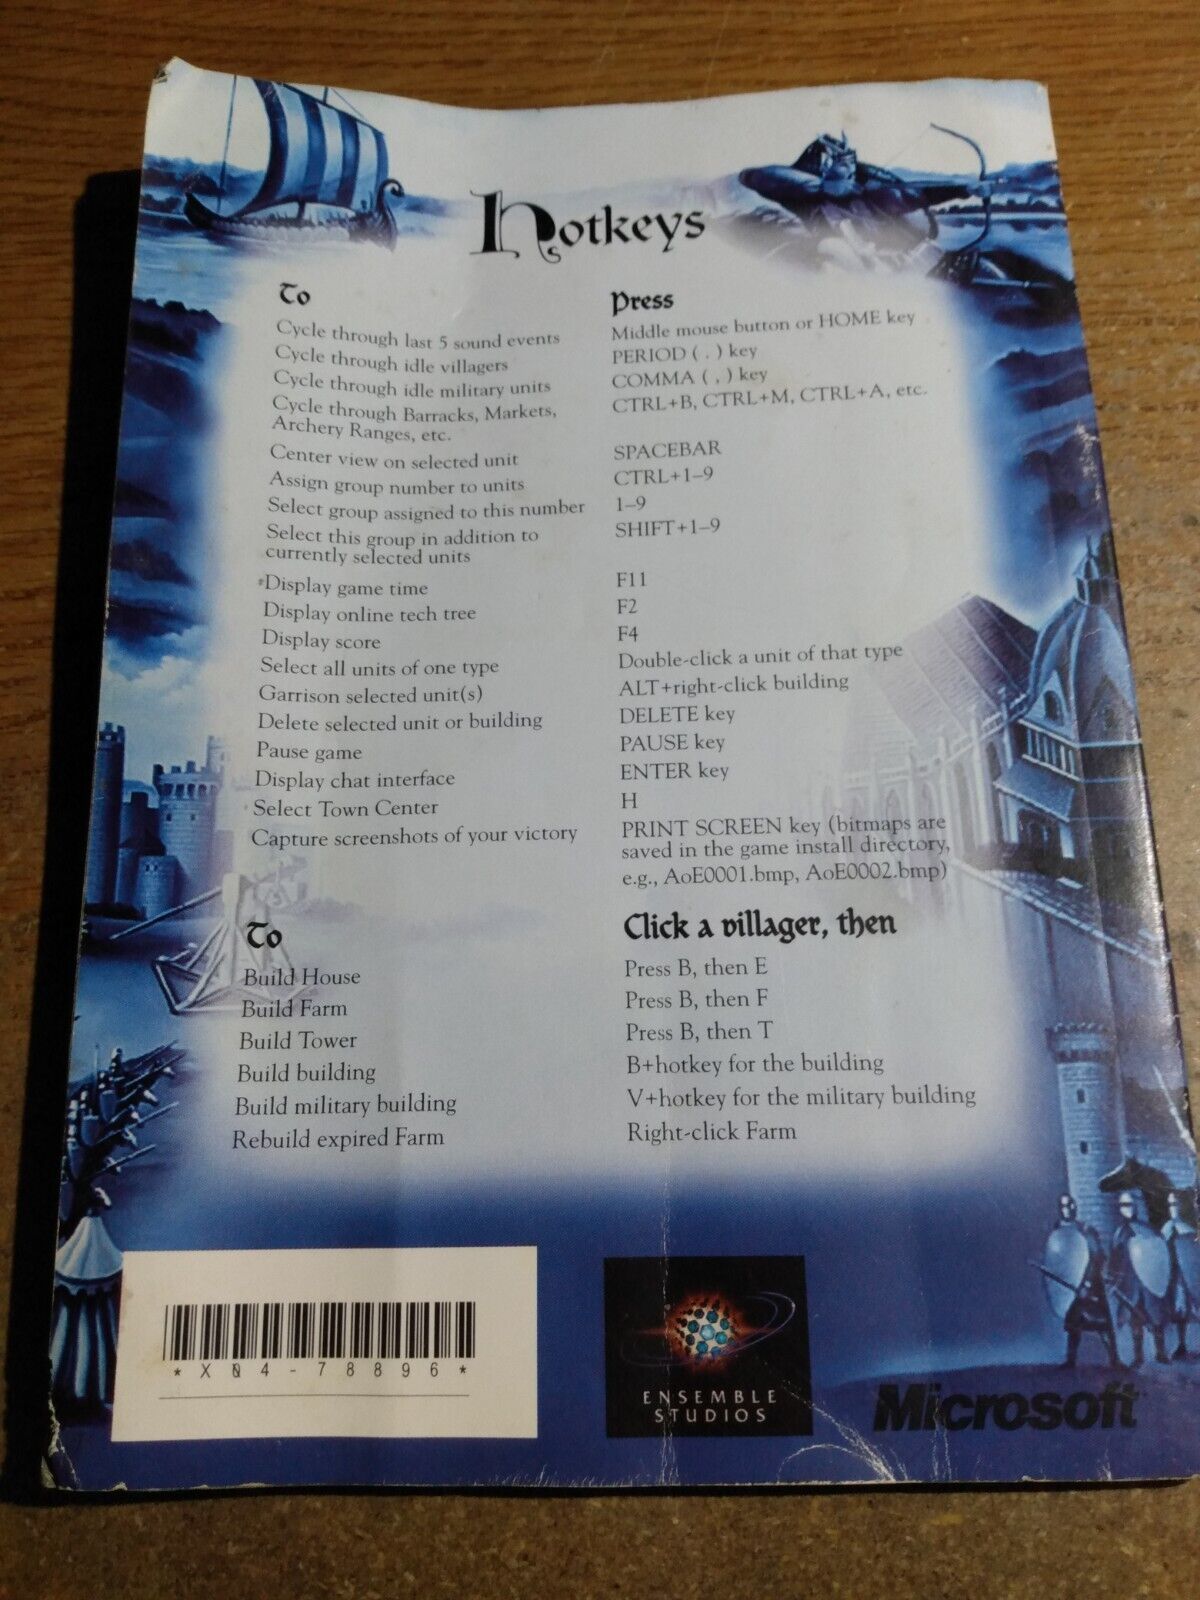 Hotkeys
To Press
Cycle through last 5 sound events Middle mouse button or HOME key
Cycle through idle villagers PERIOD ( . ) key
Cycle through idle military units COMMA ( , ) key
Cycle through Barracks, Markets, CTRL+B, CTRL+M, CTRL+A, etc.
Archery Ranges, etc.
Center view on selected unit SPACEBAR
Assign group number to units CTRL+1–9
Select group assigned to this number 1–9
Select this group in addition to SHIFT+1–9
currently selected units
Display game time F11
Display online tech tree F2
Display score F4
Select all units of one type Double-click a unit of that type
Garrison selected unit(s) ALT+right-click building
Delete selected unit or building DELETE key
Pause game PAUSE key
Display chat interface ENTER key
Select Town Center H
Capture screenshots of your victory PRINT SCREEN key (bitmaps are
saved in the game install directory,
e.g., AoE0001.bmp, AoE0002.bmp)
To Click a villager, then
Build House Press B, then E
Build Farm Press B, then F
Build Tower Press B, then T
Build building B+hotkey for the building
Build military building V+hotkey for the military building
Rebuild expired Farm Right-click Farm
*X04-78896*
ENSEMBLE
STUDIOS
Microsoft